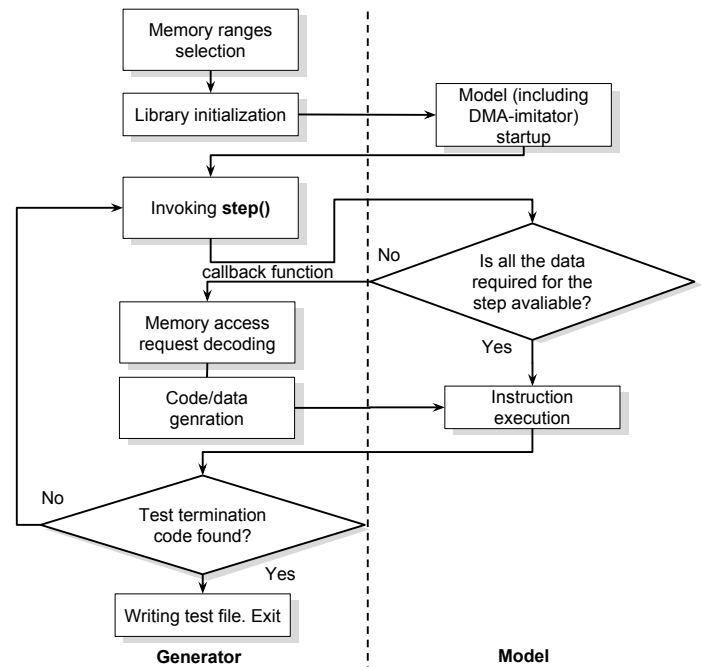 Memory ranges
selection
Library initialization
Model (including
DMA-imitator)
startup
Invoking step()
callback function
No
Is all the data
required for the
step avaliable?
Memory access
request decoding
Yes
Code/data
genration
Instruction
execution
No
Test termination
code found?
Yes
Writing test file. Exit
Generator
Model